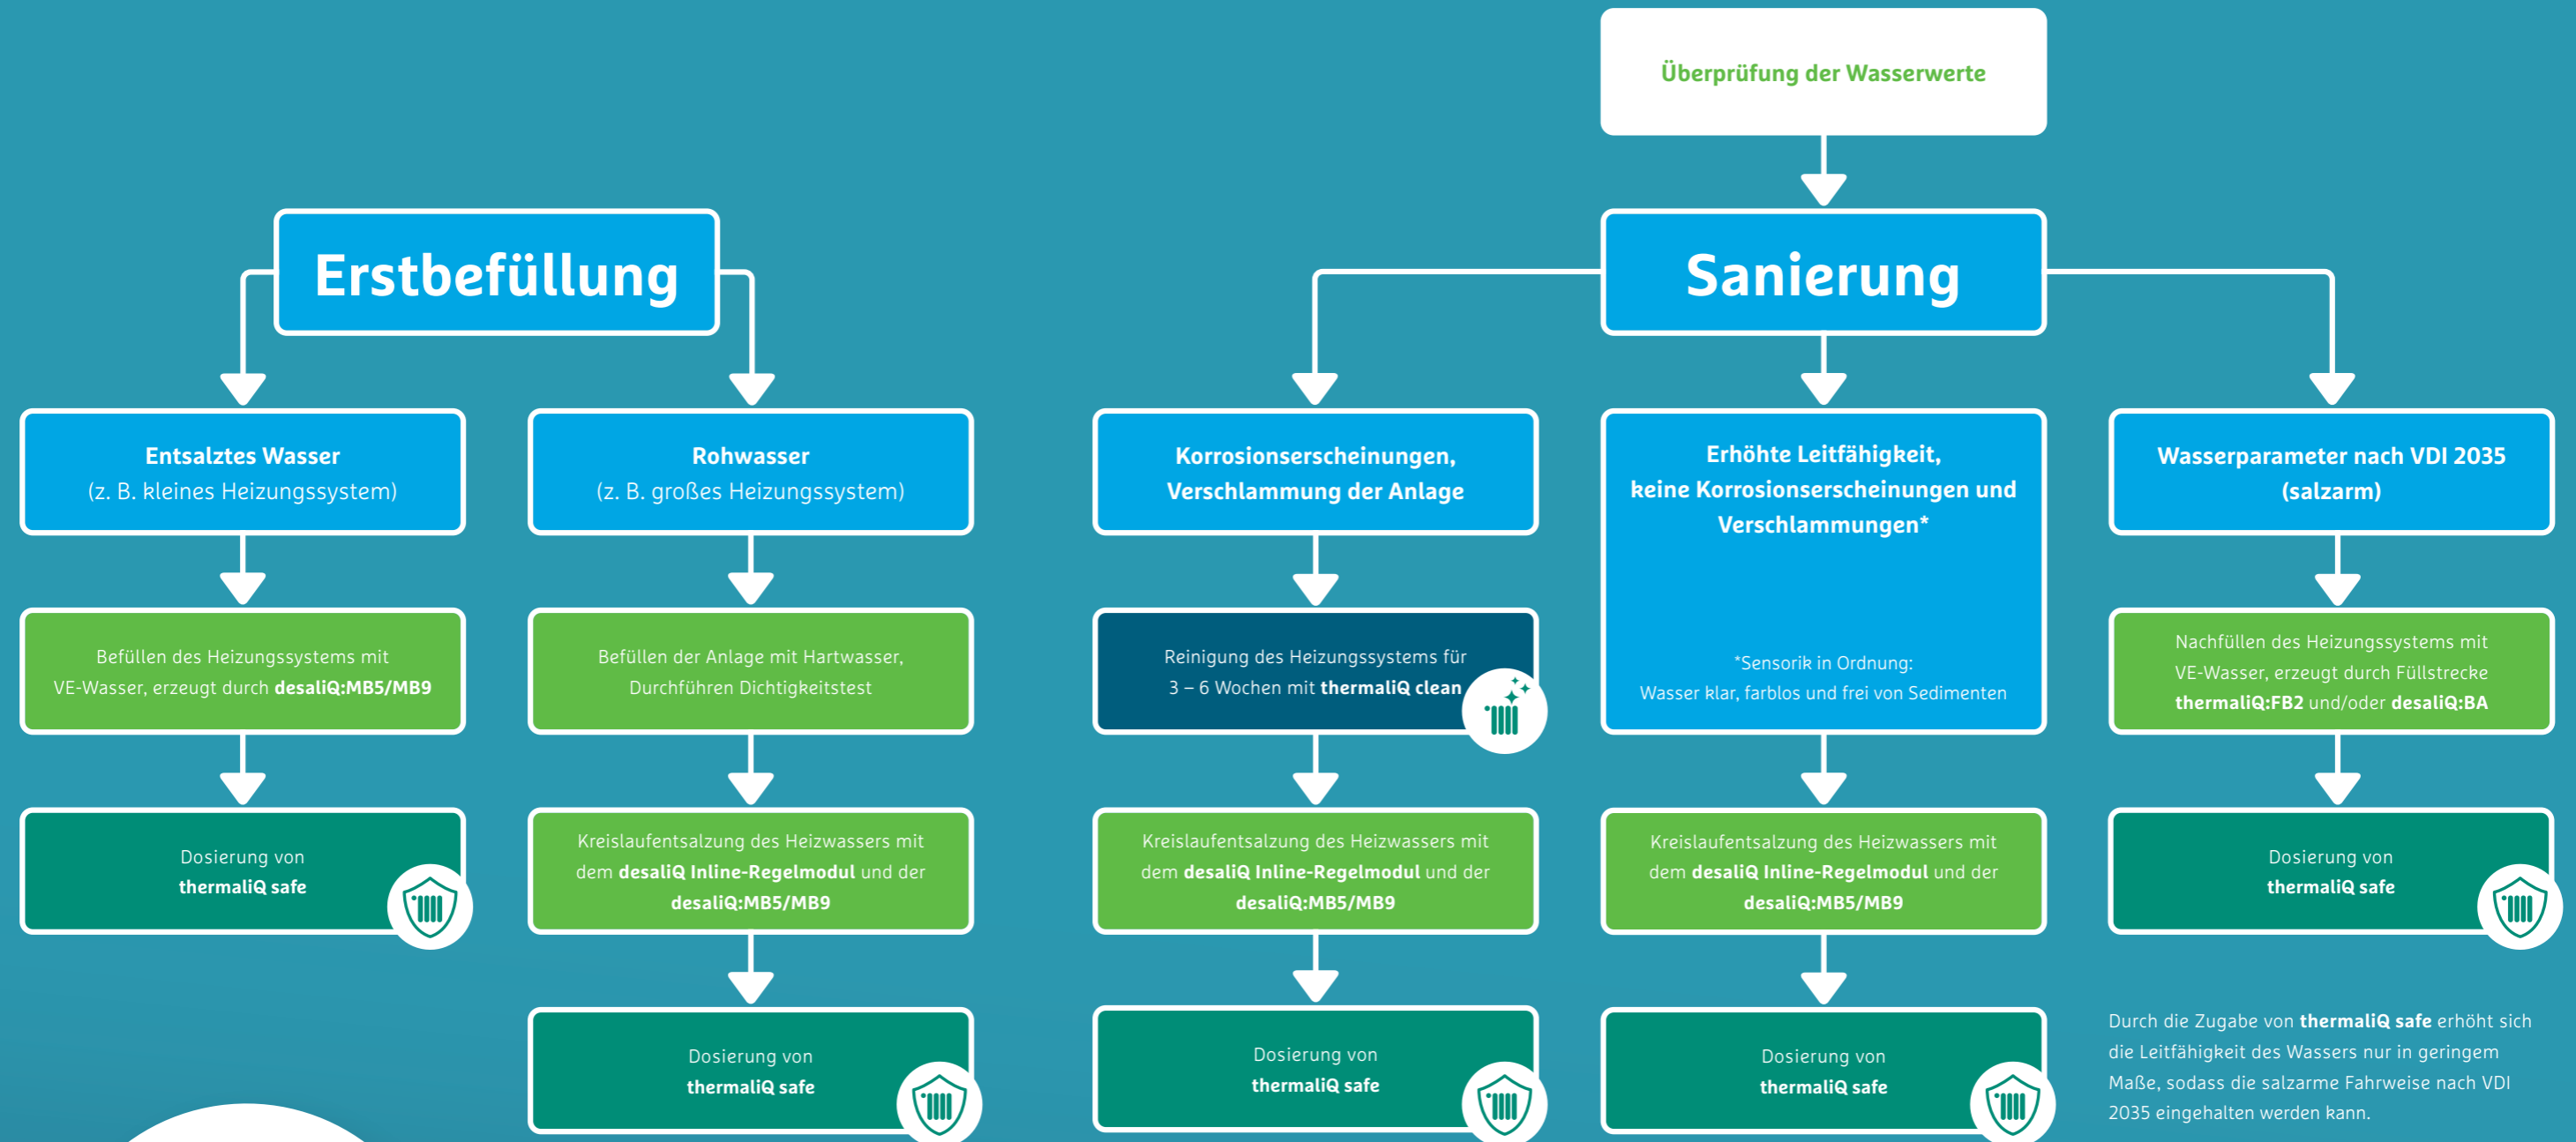 Überprüfung der Wasserwerte
Erstbefüllung
Sanierung
Entsalztes Wasser
(z. B. kleines Heizungssystem)
Rohwasser
(z. B. großes Heizungssystem)
Korrosionserscheinungen,
Verschlammung der Anlage
Erhöhte Leitfähigkeit,
keine Korrosionserscheinungen und
Verschlammungen*
*Sensorik in Ordnung:
Wasser klar, farblos und frei von Sedimenten
Wasserparameter nach VDI 2035
(salzarm)
Befüllen des Heizungssystems mit
VE-Wasser, erzeugt durch desaliQ:MB5/MB9
Befüllen der Anlage mit Hartwasser,
Durchführen Dichtigkeitstest
Reinigung des Heizungssystems für
3 – 6 Wochen mit thermaliQ clean
Nachfüllen des Heizungssystems mit
VE-Wasser, erzeugt durch Füllstrecke
thermaliQ:FB2 und/oder desaliQ:BA
Dosierung von
thermaliQ safe
Kreislaufentsalzung des Heizwassers mit
dem desaliQ Inline-Regelmodul und der
desaliQ:MB5/MB9
Kreislaufentsalzung des Heizwassers mit
dem desaliQ Inline-Regelmodul und der
desaliQ:MB5/MB9
Kreislaufentsalzung des Heizwassers mit
dem desaliQ Inline-Regelmodul und der
desaliQ:MB5/MB9
Dosierung von
thermaliQ safe
Dosierung von
thermaliQ safe
Dosierung von
thermaliQ safe
Dosierung von
thermaliQ safe
Durch die Zugabe von thermaliQ safe erhöht sich
die Leitfähigkeit des Wassers nur in geringem
Maße, sodass die salzarme Fahrweise nach VDI
2035 eingehalten werden kann.